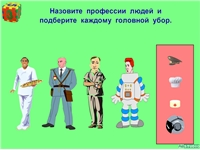 Назовите профессии людей и
подберите каждому головной убор.